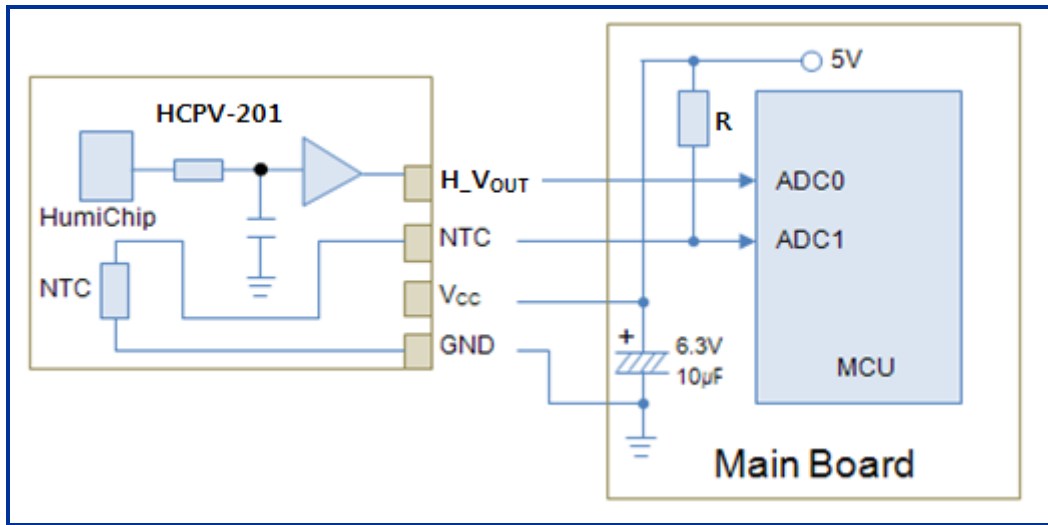 HCPV-201
HumiChip
NTC
H_VOUT
NTC
VCC
GND
5V
R
ADC0
ADC1
+
6.3V
10µF
MCU
Main Board